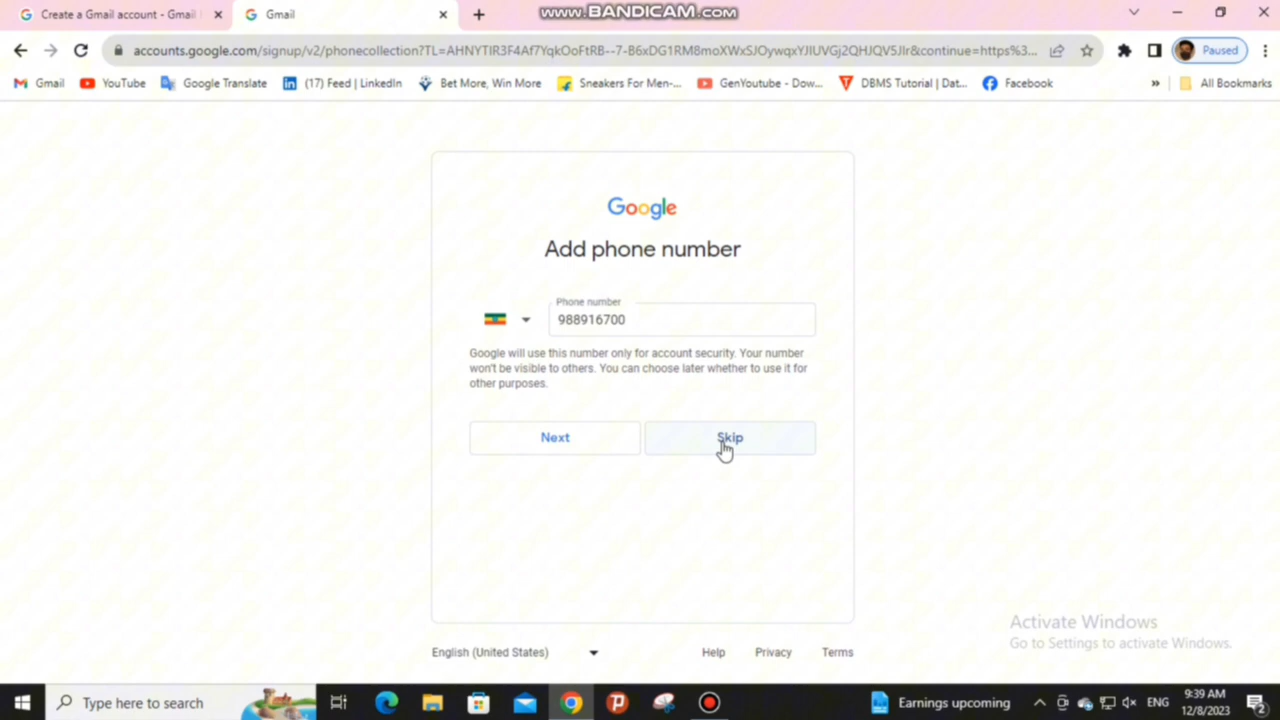 Create a Gmail account - Gmail
Gmail
www.BANDICAM.com
accounts.google.com/signup/v2/phonecollection?TL=AHNYTIR3F4Af7YqkOoFtRB--7-B6xDG1RM8moXWxSJOywqxYJIUVGj2QHJQV5JIr&continue=https%3...
Paused
Gmail
YouTube
Google Translate
(17) Feed | LinkedIn
Bet More, Win More
Sneakers For Men-...
GenYoutube - Dow...
DBMS Tutorial | Dat...
Facebook
»
All Bookmarks
Google
Add phone number
Phone number
988916700
Google will use this number only for account security. Your number
won't be visible to others. You can choose later whether to use it for
other purposes.
Next
Skip
Activate Windows
Go to Settings to activate Windows.
English (United States)
Help
Privacy
Terms
Type here to search
Earnings upcoming
ENG
9:39 AM
12/8/2023
2